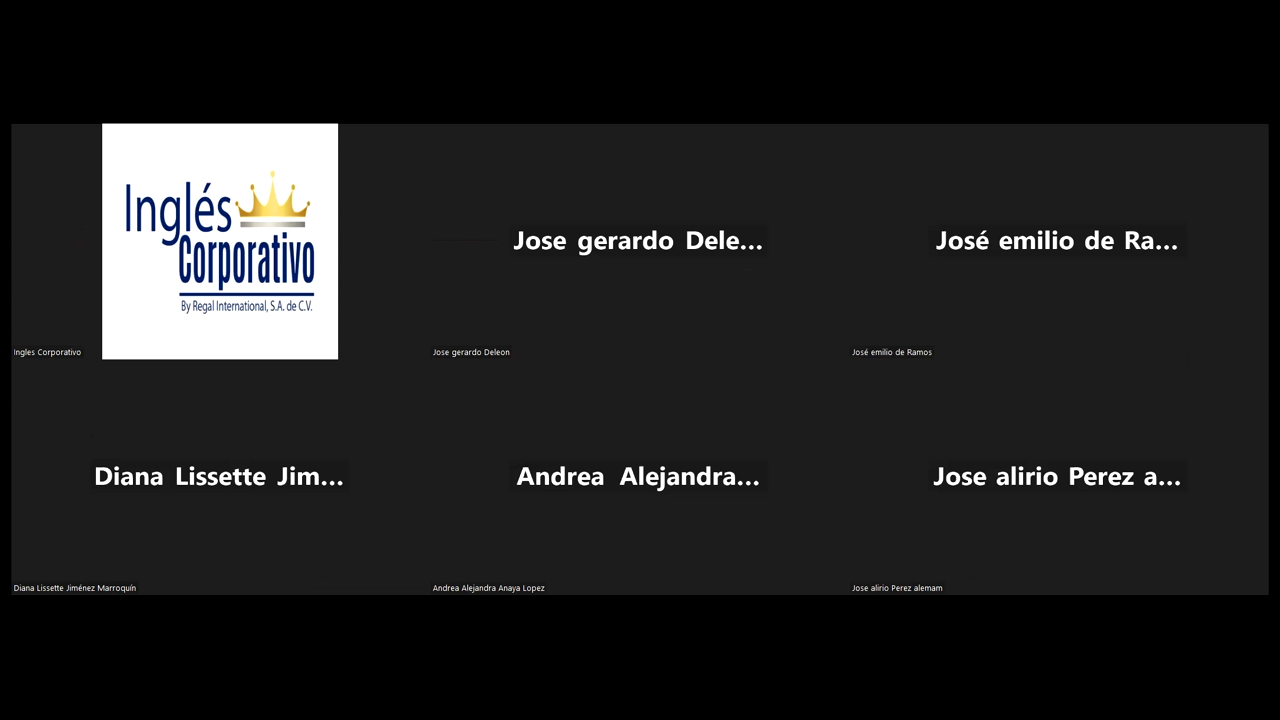 Inglés
Corporativo
By Regal International, S.A. de C.V.
Ingles Corporativo
Jose gerardo Dele...
Jose gerardo Deleon
José emilio de Ra...
José emilio de Ramos
Diana Lissette Jim...
Diana Lissette Jiménez Marroquín
Andrea Alejandra...
Andrea Alejandra Anaya Lopez
Jose alirio Perez a...
Jose alirio Perez alemam